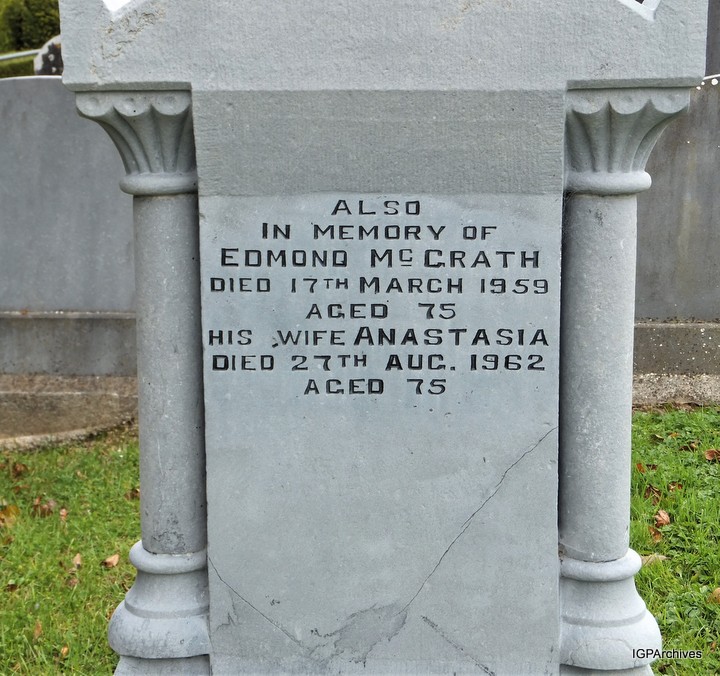 ALSO
IN MEMORY OF
EDMOND McGRATH
DIED 17TH MARCH 1959
AGED 75
HIS WIFE ANASTASIA
DIED 27TH AUG. 1962
AGED 75
IGPArchives